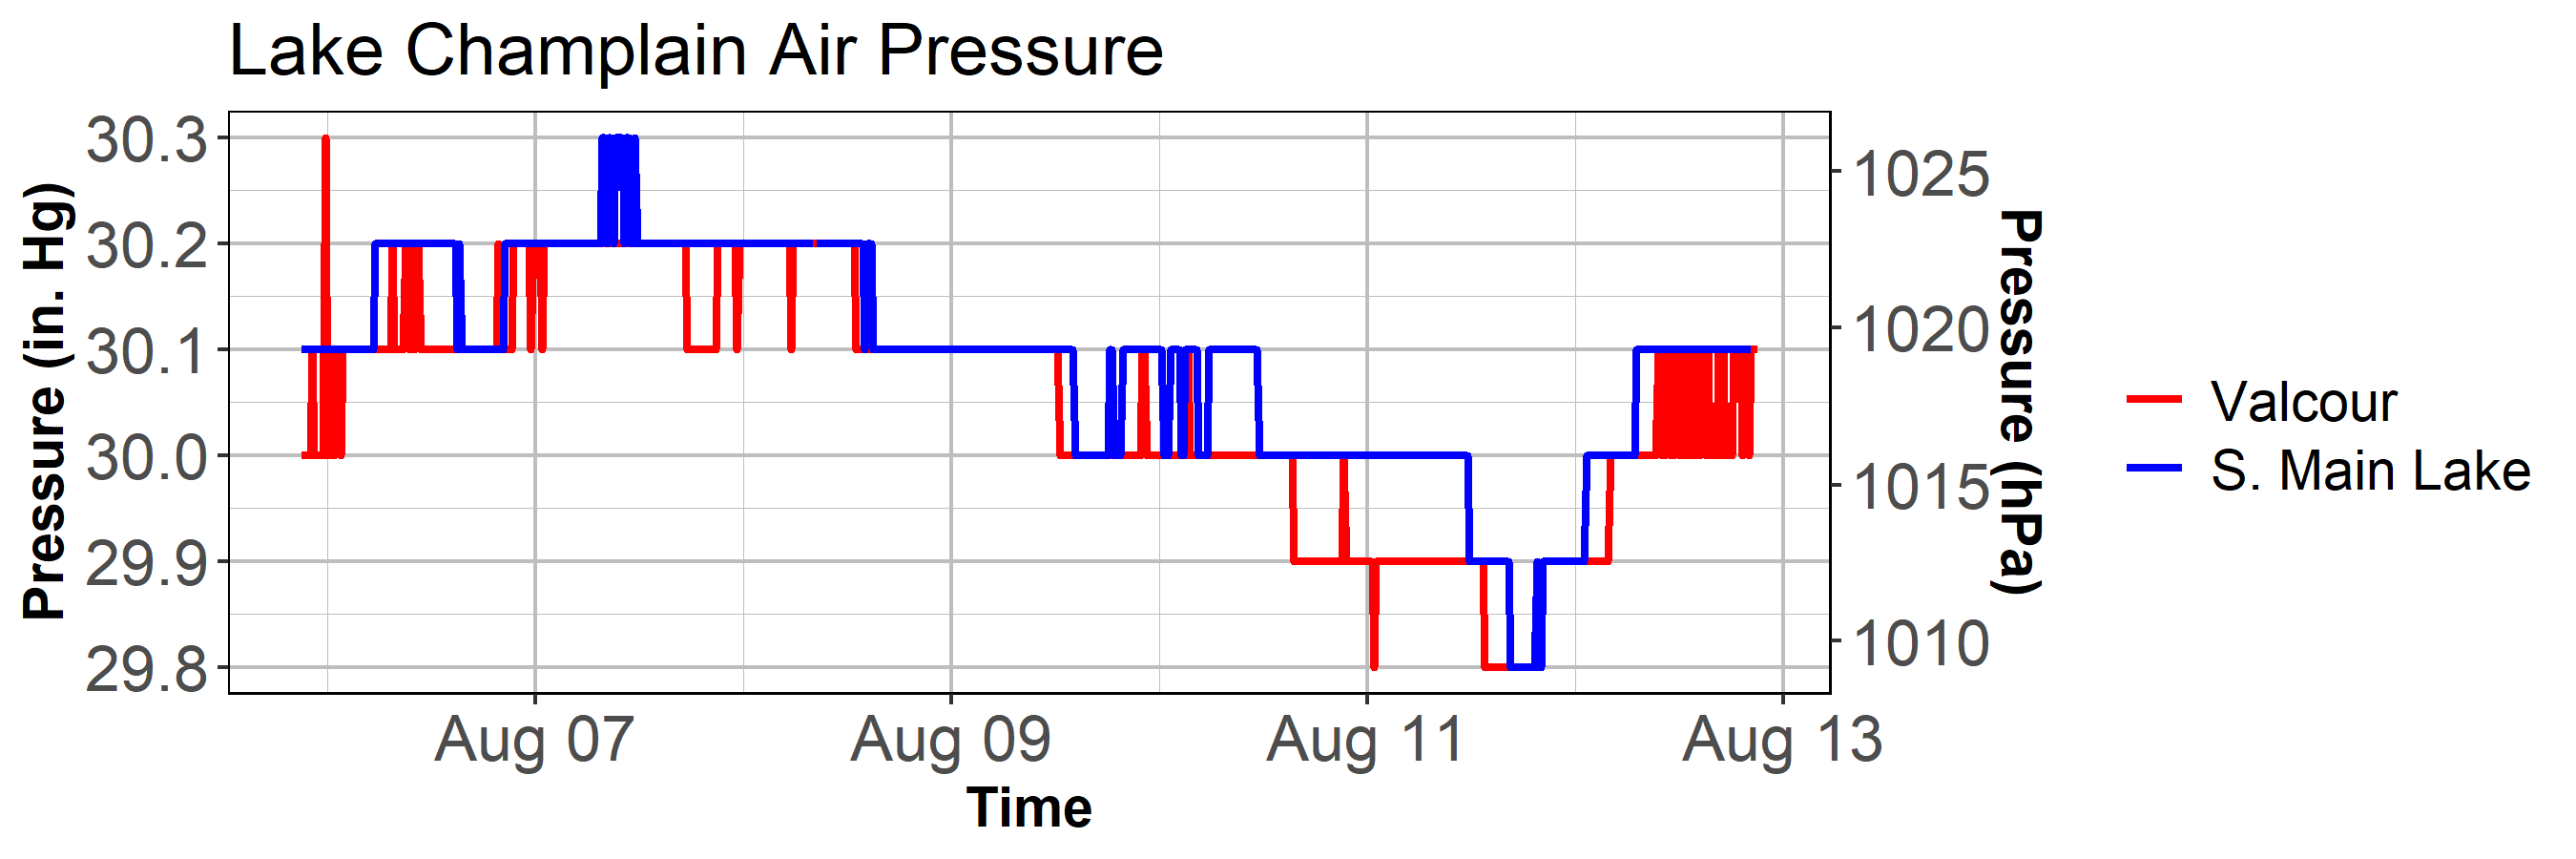 Lake Champlain Air Pressure
Pressure (in. Hg)
30.3
30.2
30.1
30.0
29.9
29.8
1025
1020
1015
1010
Pressure (hPa)
Valcour
S. Main Lake
Aug 07 Aug 09 Aug 11 Aug 13
Time